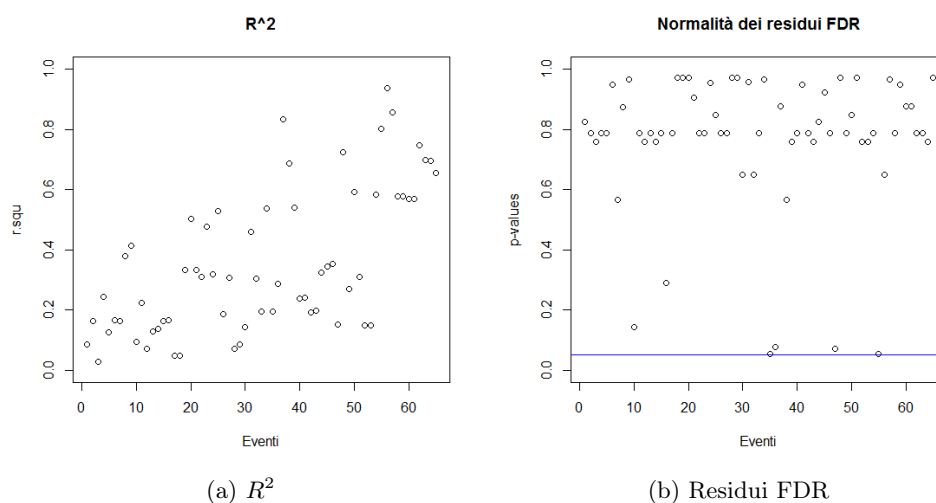 R^2
r.squ
0.0 0.2 0.4 0.6 0.8 1.0
0 10 20 30 40 50 60
Eventi
(a) R²
Normalità dei residui FDR
p-values
0.0 0.2 0.4 0.6 0.8 1.0
0 10 20 30 40 50 60
Eventi
(b) Residui FDR